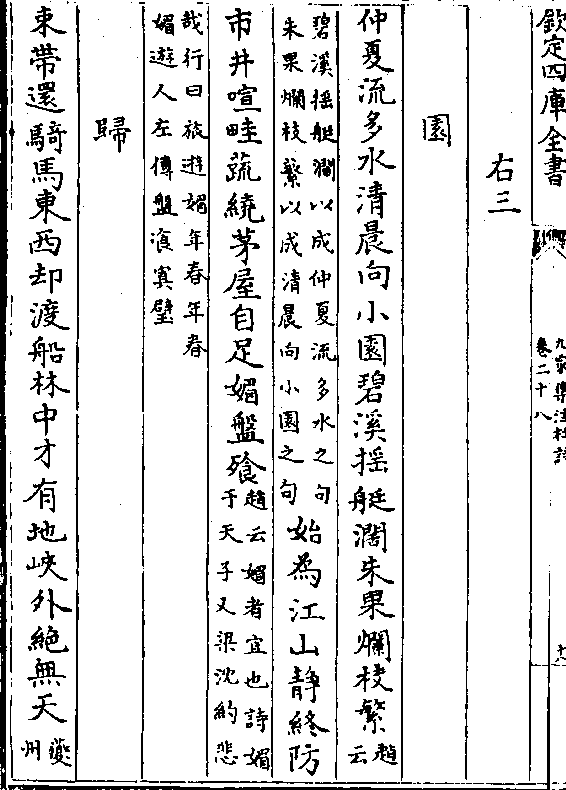 欽定四庫全書
九家集注杜詩
卷二十八
十八
右三
園
仲夏流多水清晨向小園碧溪揺艇濶朱果爛枝繁趙云
碧溪揺艇濶以成仲夏流多水之句
朱果爛枝繁以成清晨向小園之句
始為江山靜終防
市井喧畦蔬繞茅屋自足媚盤飱
趙云媚者宜也詩媚
于天子又梁沈約悲
哉行曰旅遊媚年春年春
媚遊人左傳盤飱寘璧
歸
束帶還騎馬東西却渡船林中才有地峽外絶無天夔州